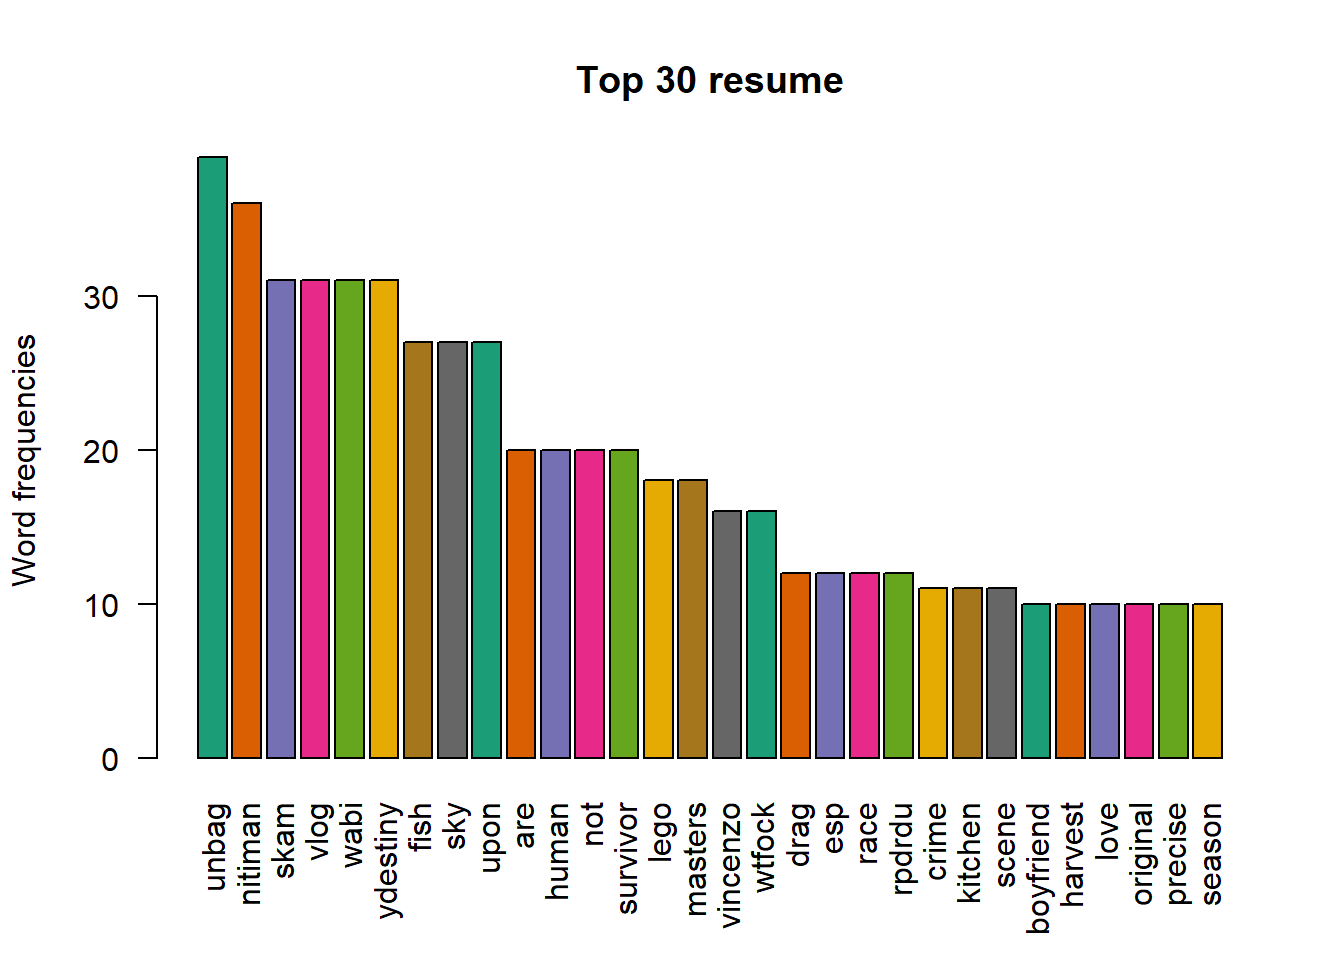 Top 30 resume
Word frequencies
30
20
10
0
unbag
nitiman
skam
vlog
wabi
ydestiny
fish
sky
upon
are
human
not
survivor
lego
masters
vincenzo
wtfock
drag
esp
race
rpdrdu
crime
kitchen
scene
boyfriend
harvest
love
original
precise
season